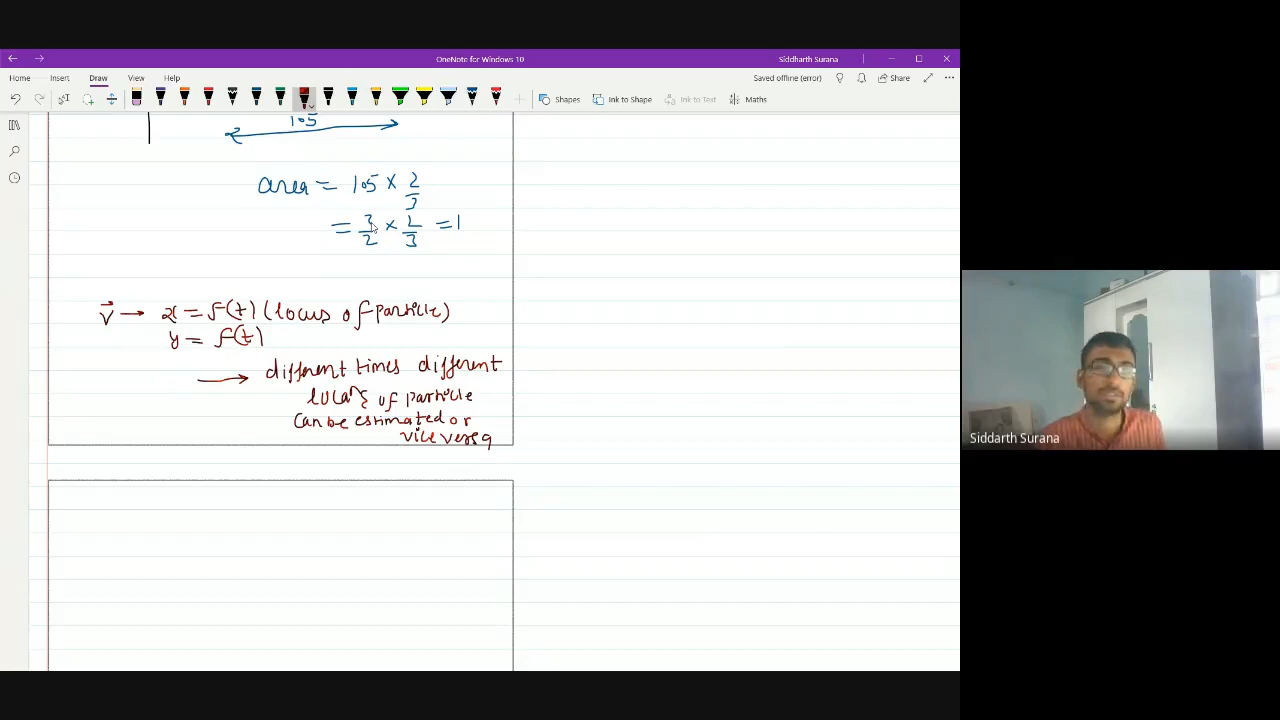 OneNote for Windows 10
Siddharth Surana
Home Insert Draw View Help
Saved offline (error)
Share
Shapes
Ink to Shape
Ink to Text
Maths
1.5
area = 1.5 × 2/3
= 3/2 × 2/3 = 1
v⃗ → x = f(t) (locus of particle)
y = f(t)
→ different times different
of particle
can be estimated or
vice versa
Siddarth Surana